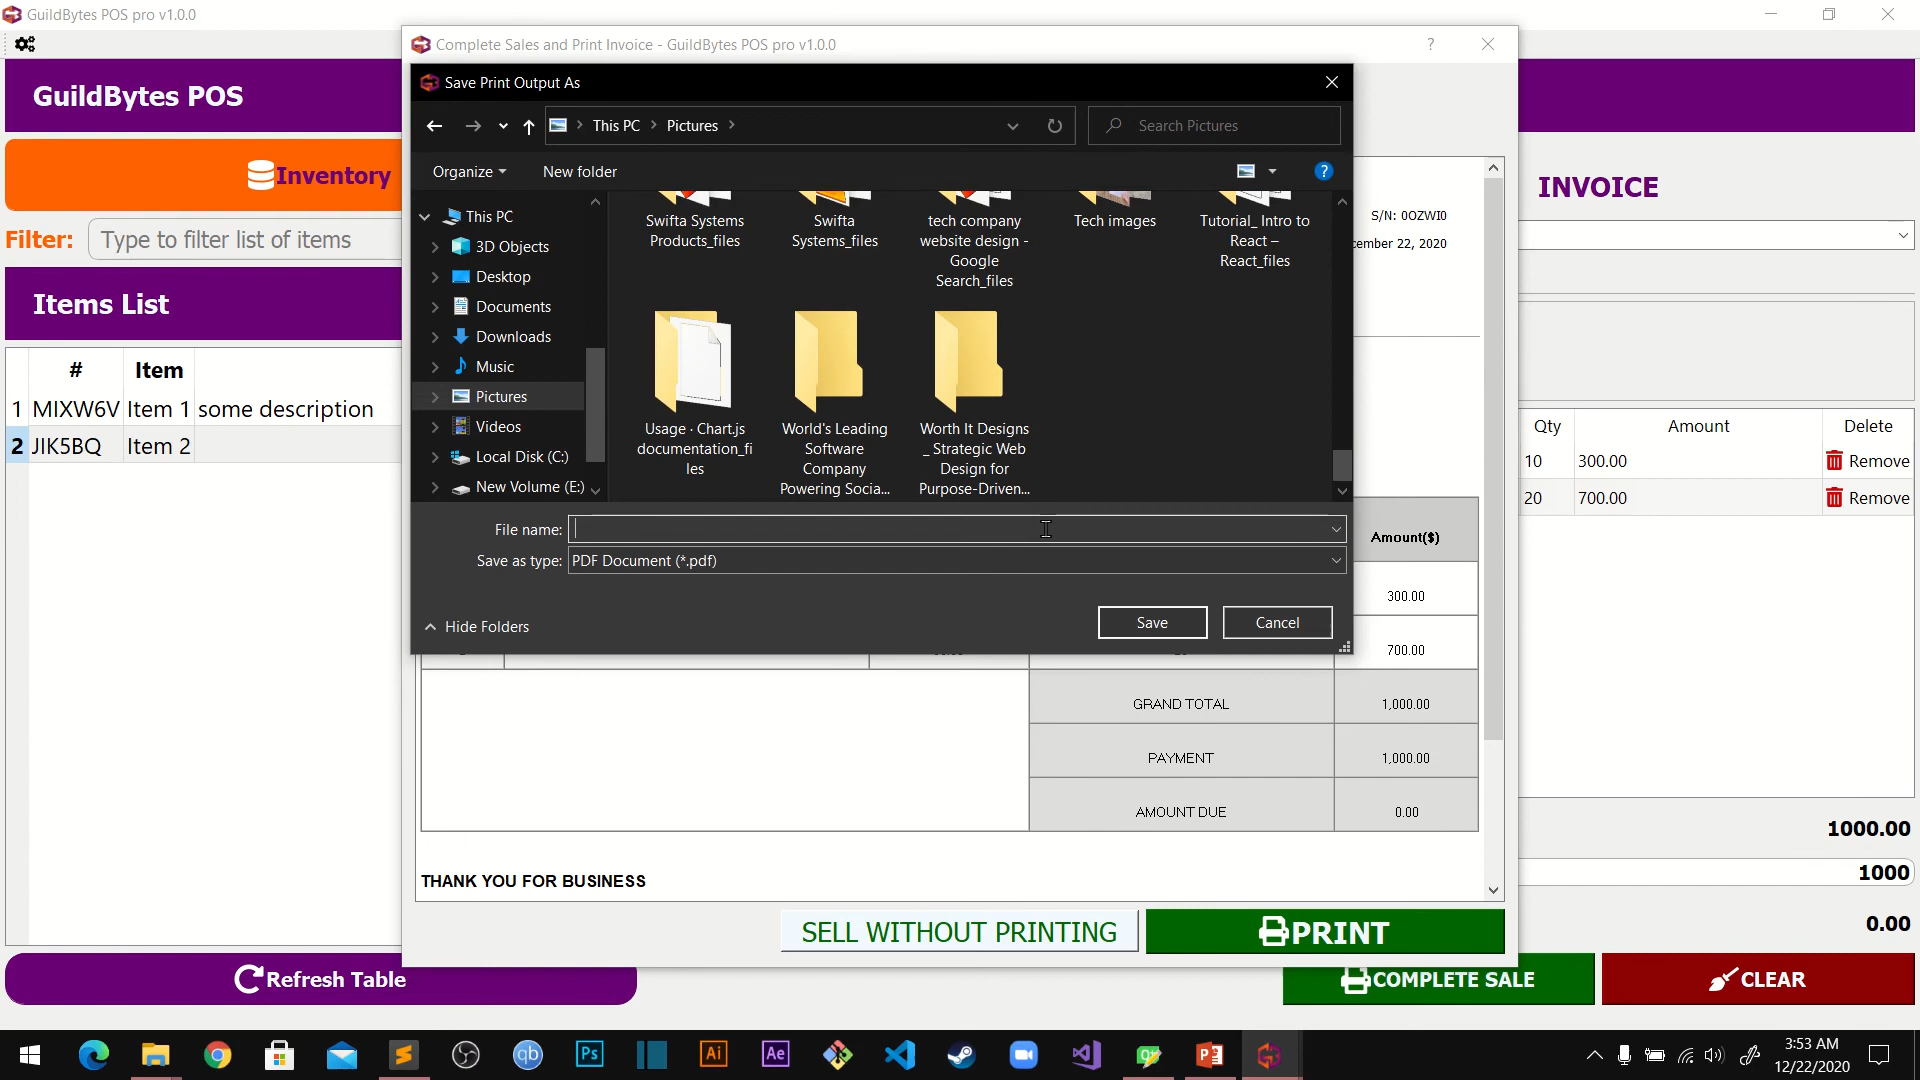 GuildBytes POS pro v1.0.0
GuildBytes POS
Inventory
Filter:
Type to filter list of items
Items List
#
Item
1
MIXW6V
Item 1
some description
2
JIK5BQ
Item 2
Refresh Table
Complete Sales and Print Invoice - GuildBytes POS pro v1.0.0
?
Save Print Output As
This PC
Pictures
Search Pictures
Organize
New folder
?
This PC
3D Objects
Desktop
Documents
Downloads
Music
Pictures
Videos
Local Disk (C:)
New Volume (E:)
Swifta Systems
Products_files
Swifta
Systems_files
tech company
website design -
Google
Search_files
Tech images
Tutorial_ Intro to
React –
React_files
Usage · Chart.js
documentation_fi
les
World's Leading
Software
Company
Powering Socia...
Worth It Designs
_ Strategic Web
Design for
Purpose-Driven...
File name:
Save as type:
PDF Document (*.pdf)
Hide Folders
Save
Cancel
S/N: 0OZWI0
cember 22, 2020
Amount($)
300.00
700.00
GRAND TOTAL
1,000.00
PAYMENT
1,000.00
AMOUNT DUE
0.00
THANK YOU FOR BUSINESS
SELL WITHOUT PRINTING
PRINT
INVOICE
Qty
Amount
Delete
10
300.00
Remove
20
700.00
Remove
1000.00
1000
0.00
COMPLETE SALE
CLEAR
qb
Ps
Ai
Ae
3:53 AM
12/22/2020